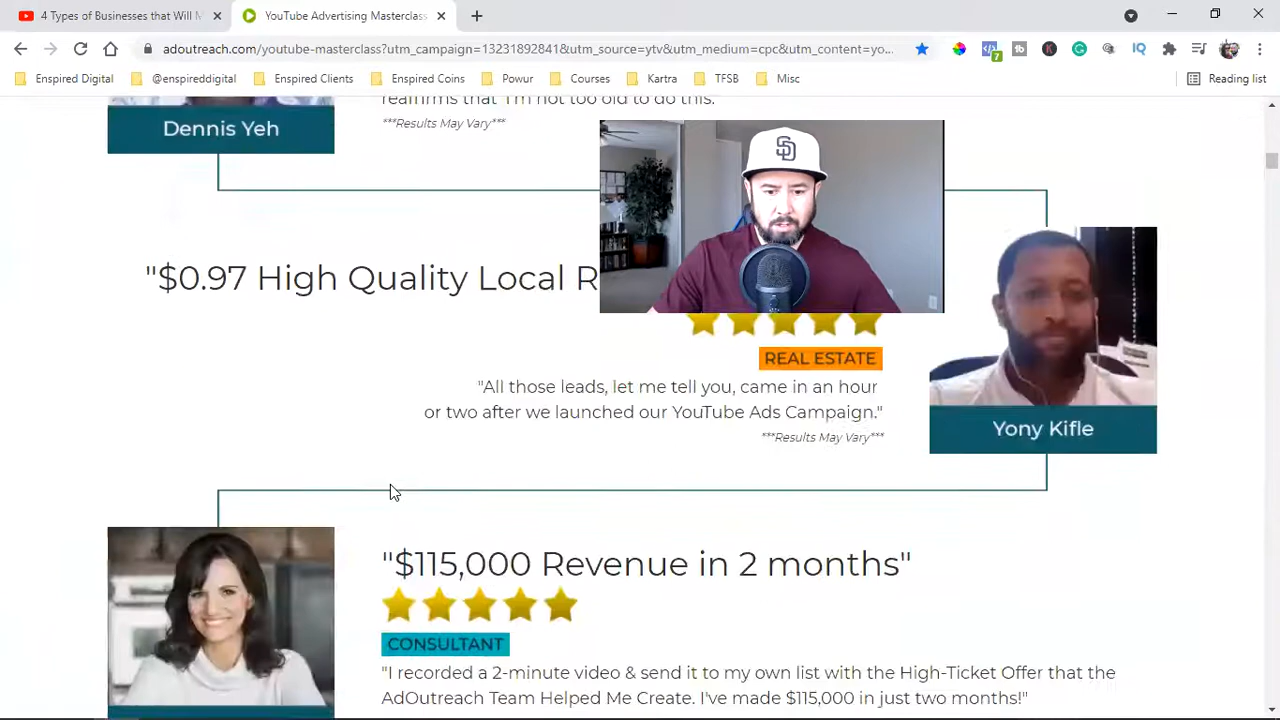 4 Types of Businesses that Will M
YouTube Advertising Masterclass
adoutreach.com/youtube-masterclass?utm_campaign=13231892841&utm_source=ytv&utm_medium=cpc&utm_content=yo...
7
Enspired Digital
@enspireddigital
Enspired Clients
Enspired Coins
Powur
Courses
Kartra
TFSB
Misc
Reading list
reaffirms that I'm not too old to do this."
***Results May Vary***
Dennis Yeh
"$0.97 High Quality Local R
REAL ESTATE
"All those leads, let me tell you, came in an hour
or two after we launched our YouTube Ads Campaign."
***Results May Vary***
Yony Kifle
"$115,000 Revenue in 2 months"
CONSULTANT
"I recorded a 2-minute video & send it to my own list with the High-Ticket Offer that the
AdOutreach Team Helped Me Create. I've made $115,000 in just two months!"